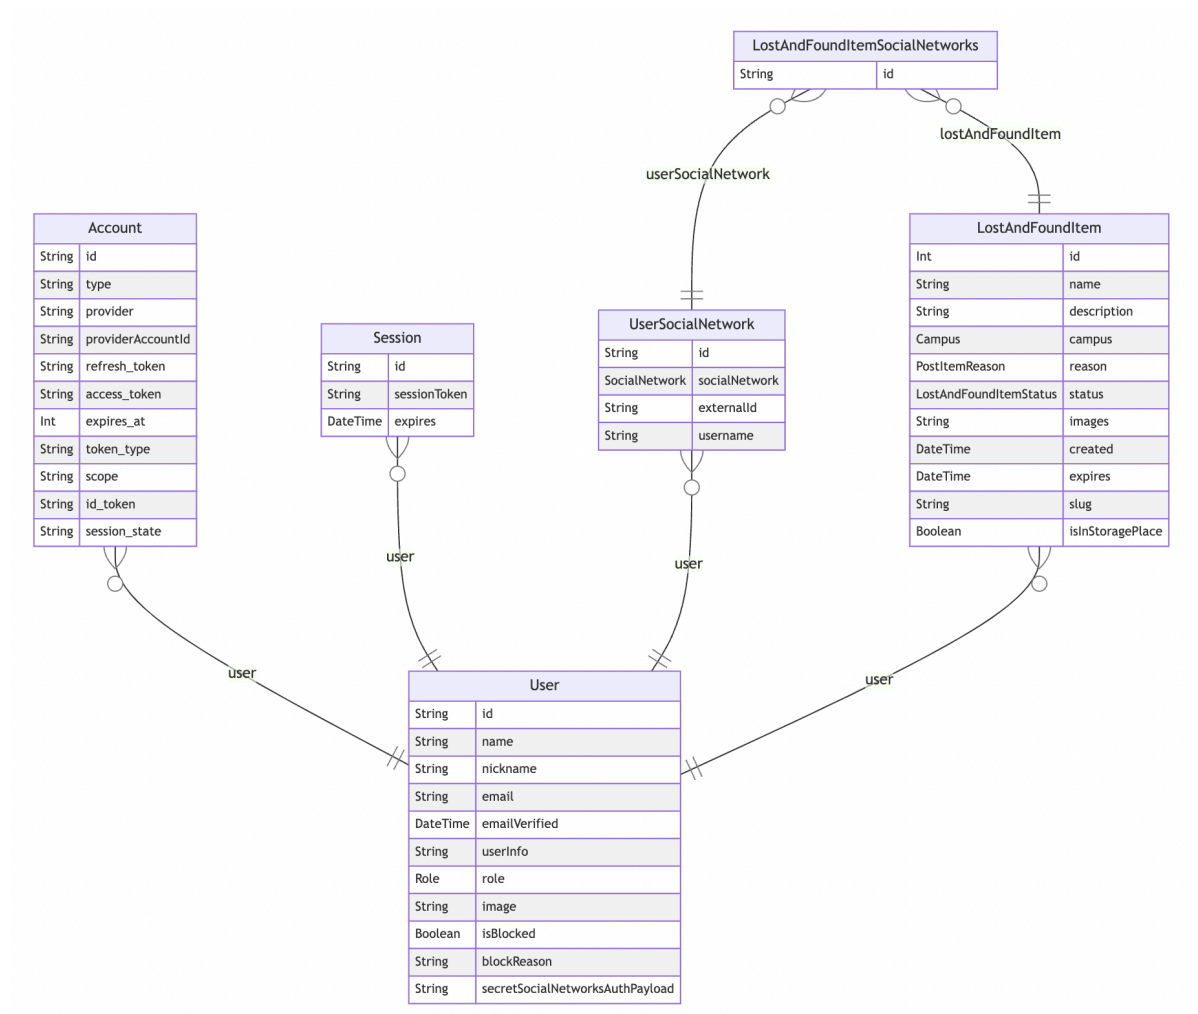 LostAndFoundItemSocialNetworks
String id
lostAndFoundItem
userSocialNetwork
Account
String id
String type
String provider
String providerAccountId
String refresh_token
String access_token
Int expires_at
String token_type
String scope
String id_token
String session_state
Session
String id
String sessionToken
DateTime expires
UserSocialNetwork
String id
SocialNetwork socialNetwork
String externalId
String username
LostAndFoundItem
Int id
String name
String description
Campus campus
PostItemReason reason
LostAndFoundItemStatus status
String images
DateTime created
DateTime expires
String slug
Boolean isInStoragePlace
user
user
user
user
User
String id
String name
String nickname
String email
DateTime emailVerified
String userInfo
Role role
String image
Boolean isBlocked
String blockReason
String secretSocialNetworksAuthPayload